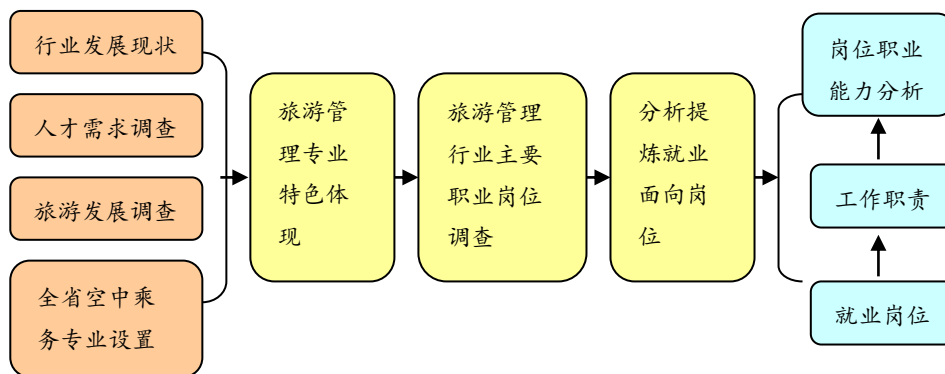 行业发展现状
人才需求调查
旅游发展调查
全省空中乘
务专业设置
旅游管
理专业
特色体
现
旅游管理
行业主要
职业岗位
调查
分析提
炼就业
面向岗
位
岗位职业
能力分析
工作职责
就业岗位